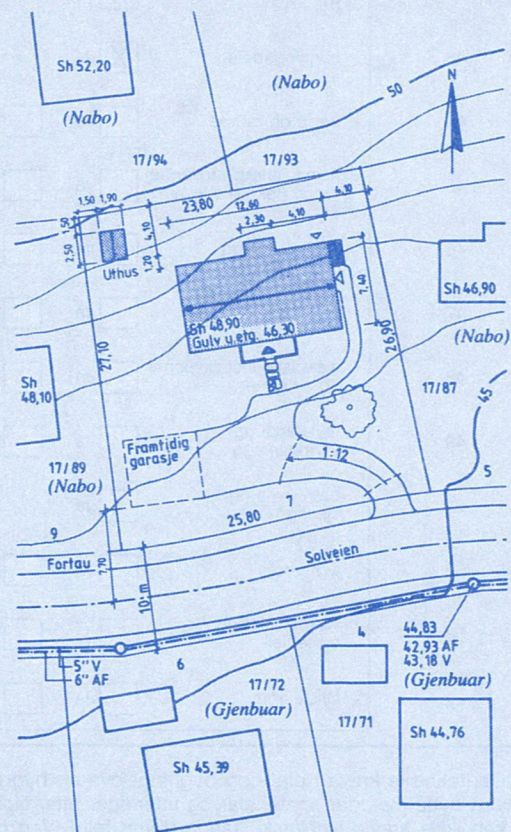 Sh 52,20
(Nabo)
(Nabo)
50
N
17/94
17/93
1,50
1,90
23,80
12,60
4,10
1,50
2,50
4,10
1,20
2,30
4,10
Uthus
7,40
Sh 48,90
Gulv u.etg. 46,30
Sh 46,90
(Nabo)
27,10
26,90
Sh
48,10
17/87
45
Framtidig
garasje
1:12
17/89
(Nabo)
5
9
7
25,80
Fortau
7,70
10 m
Solveien
44,83
42,93 AF
43,18 V
5" V
6" AF
6
4
17/72
(Gjenbuar)
(Gjenbuar)
17/71
Sh 45,39
Sh 44,76